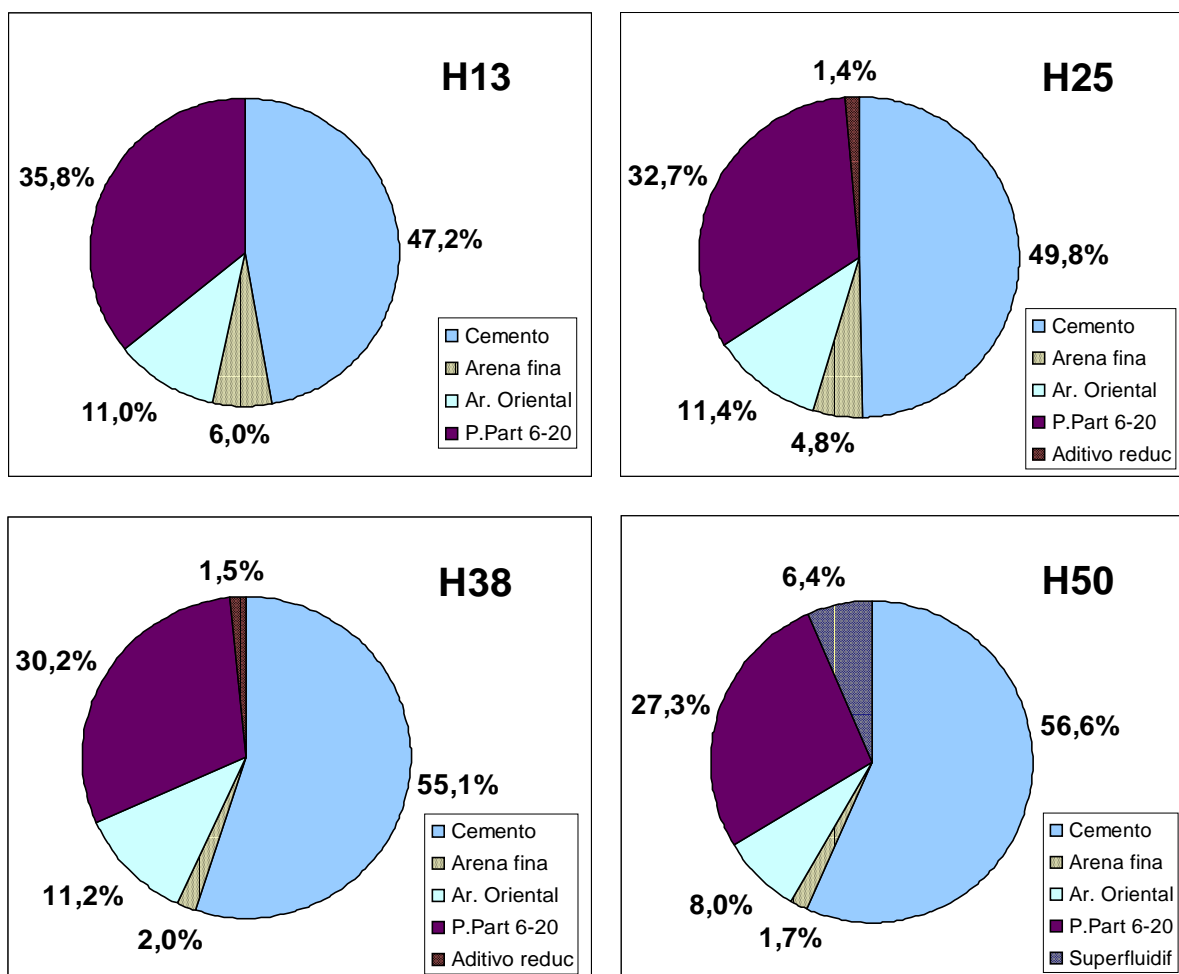 H13
35,8%
47,2%
11,0%
6,0%
Cemento
Arena fina
Ar. Oriental
P.Part 6-20
H25
1,4%
32,7%
49,8%
11,4%
4,8%
Cemento
Arena fina
Ar. Oriental
P.Part 6-20
Aditivo reduc
H38
1,5%
30,2%
55,1%
11,2%
2,0%
Cemento
Arena fina
Ar. Oriental
P.Part 6-20
Aditivo reduc
H50
6,4%
27,3%
56,6%
8,0%
1,7%
Cemento
Arena fina
Ar. Oriental
P.Part 6-20
Superfluidif